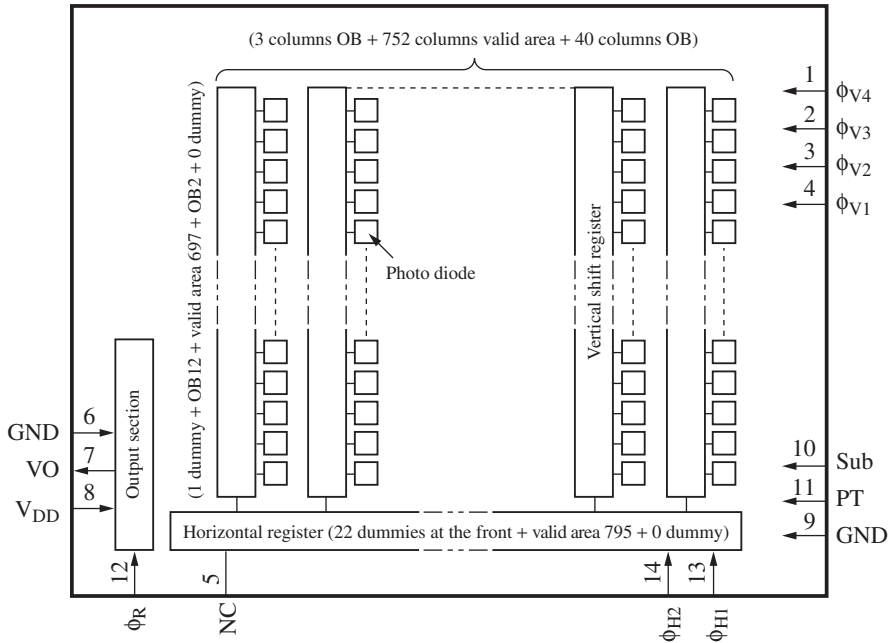 (3 columns OB + 752 columns valid area + 40 columns OB)
(1 dummy + OB12 + valid area 697 + OB2 + 0 dummy)
1
ϕV4
2
ϕV3
3
ϕV2
4
ϕV1
Photo diode
Vertical shift register
Output section
6
GND
7
VO
8
VDD
10
Sub
11
PT
9
GND
Horizontal register (22 dummies at the front + valid area 795 + 0 dummy)
12
5
14
13
ϕR
NC
ϕH2
ϕH1